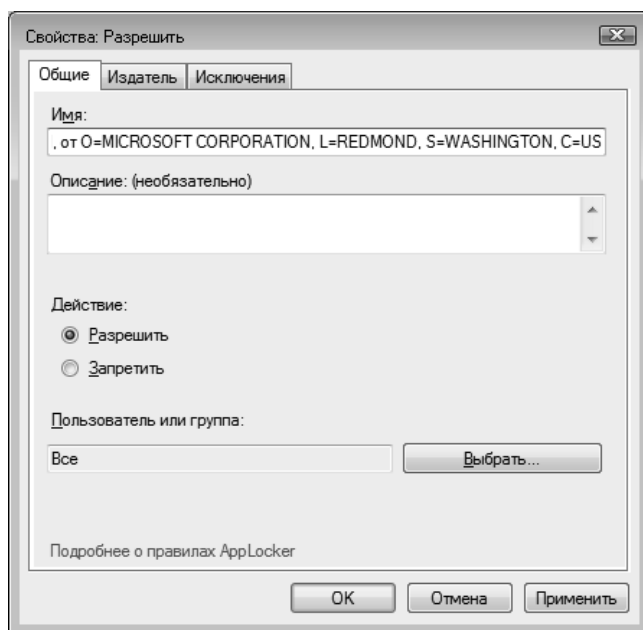 Свойства: Разрешить
Общие Издатель Исключения
Имя:
, от O=MICROSOFT CORPORATION, L=REDMOND, S=WASHINGTON, C=US
Описание: (необязательно)
Действие:
Разрешить
Запретить
Пользователь или группа:
Все Выбрать...
Подробнее о правилах AppLocker
OK Отмена Применить